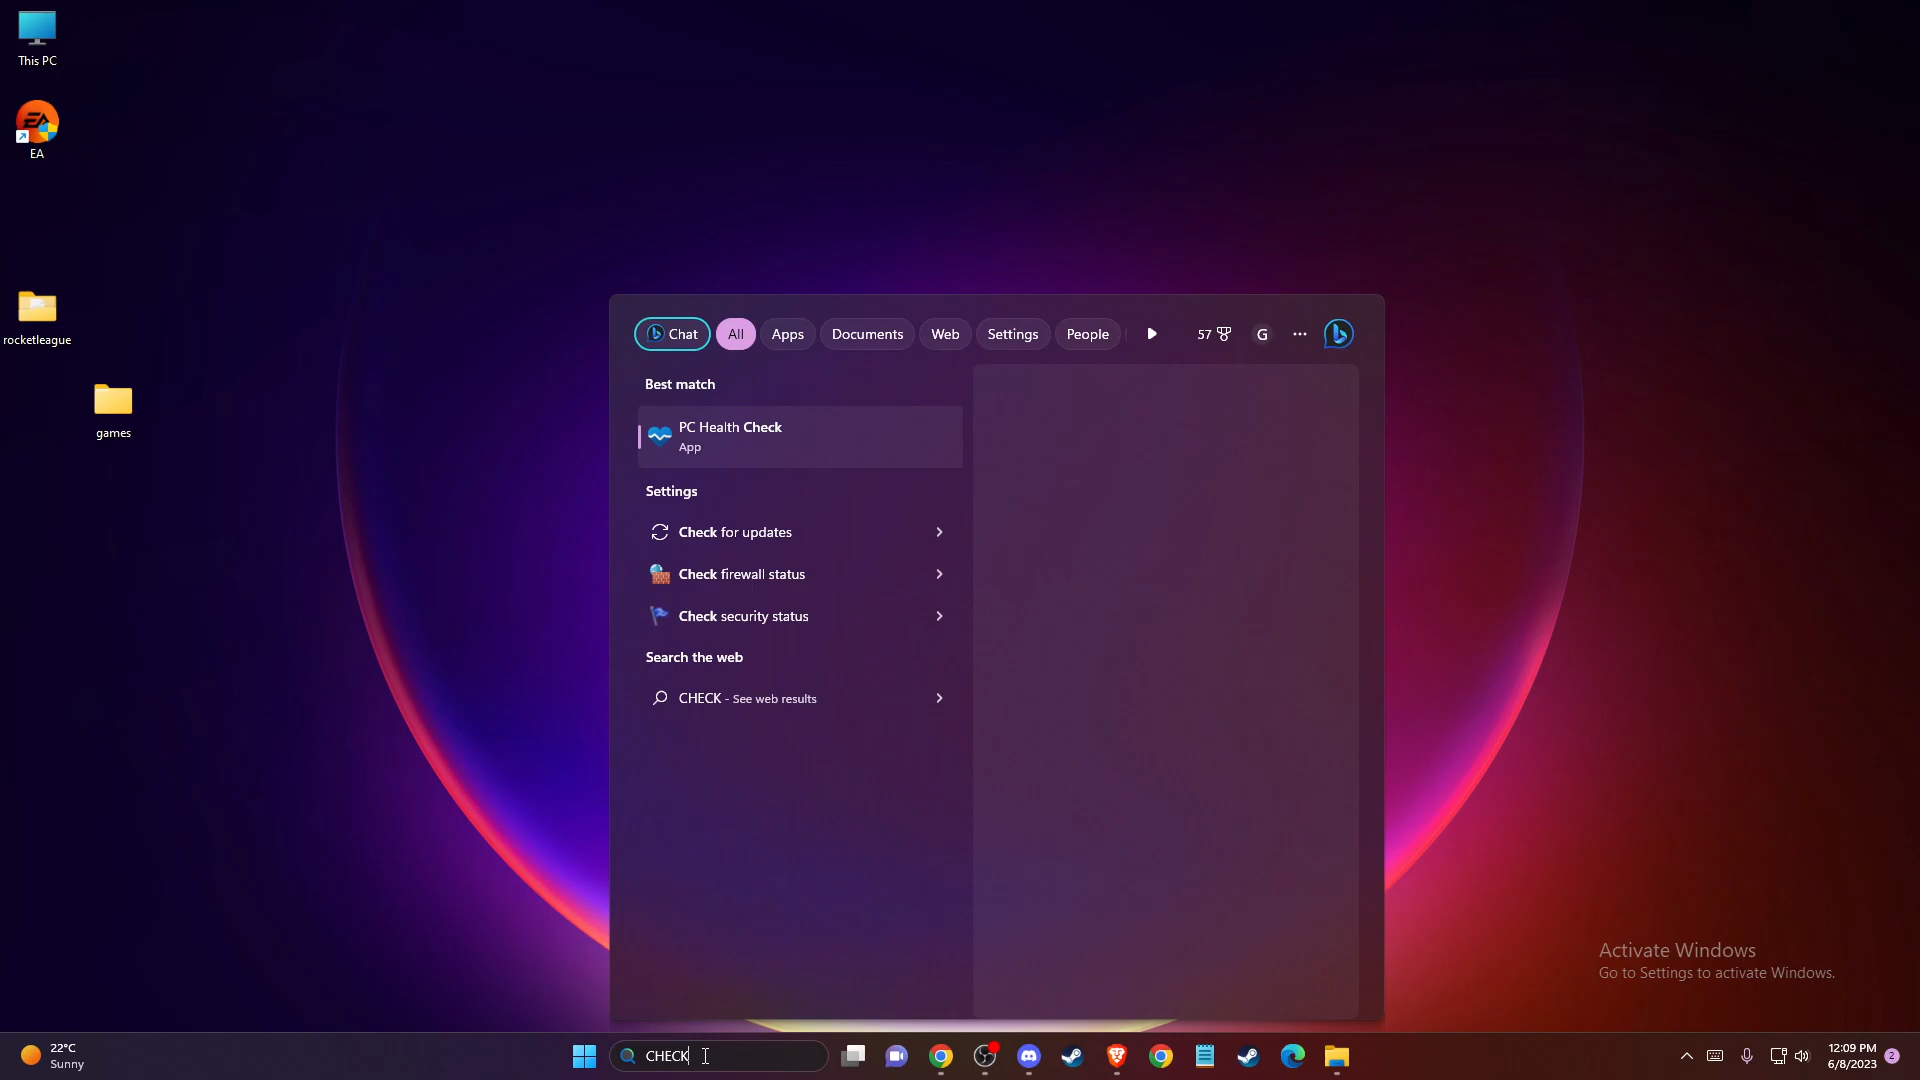 This PC
EA
rocketleague
games
Chat
All
Apps
Documents
Web
Settings
People
57
G
Best match
PC Health Check
App
Settings
Check for updates
Check firewall status
Check security status
Search the web
CHECK - See web results
Activate Windows
Go to Settings to activate Windows.
22°C
Sunny
CHECK
12:09 PM
6/8/2023
2